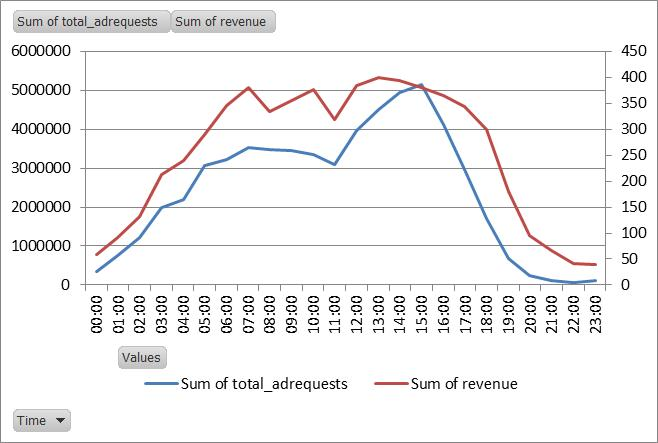 Sum of total_adrequests Sum of revenue
6000000 450
5000000 400
4000000 350
3000000 300
2000000 250
1000000 200
0 150
100
50
0
00:00 01:00 02:00 03:00 04:00 05:00 06:00 07:00 08:00 09:00 10:00 11:00 12:00 13:00 14:00 15:00 16:00 17:00 18:00 19:00 20:00 21:00 22:00 23:00
Values
Sum of total_adrequests Sum of revenue
Time